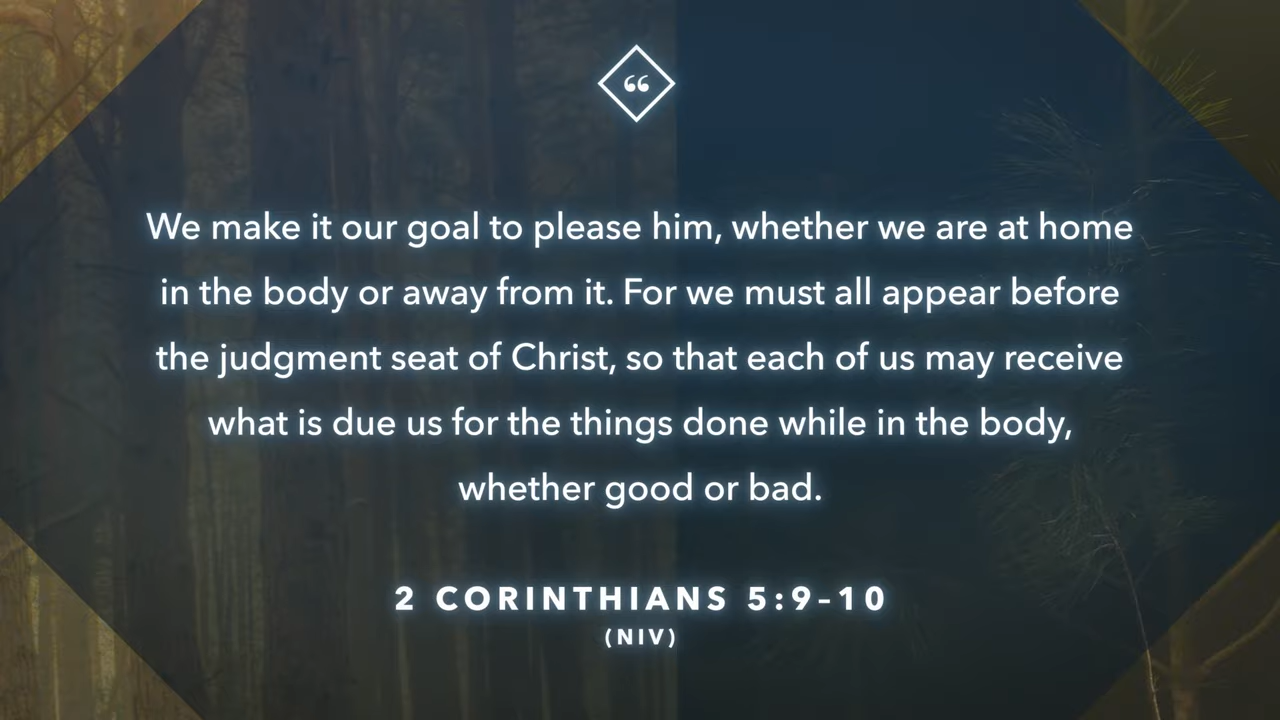 “
We make it our goal to please him, whether we are at home
in the body or away from it. For we must all appear before
the judgment seat of Christ, so that each of us may receive
what is due us for the things done while in the body,
whether good or bad.
2 CORINTHIANS 5:9–10
(NIV)